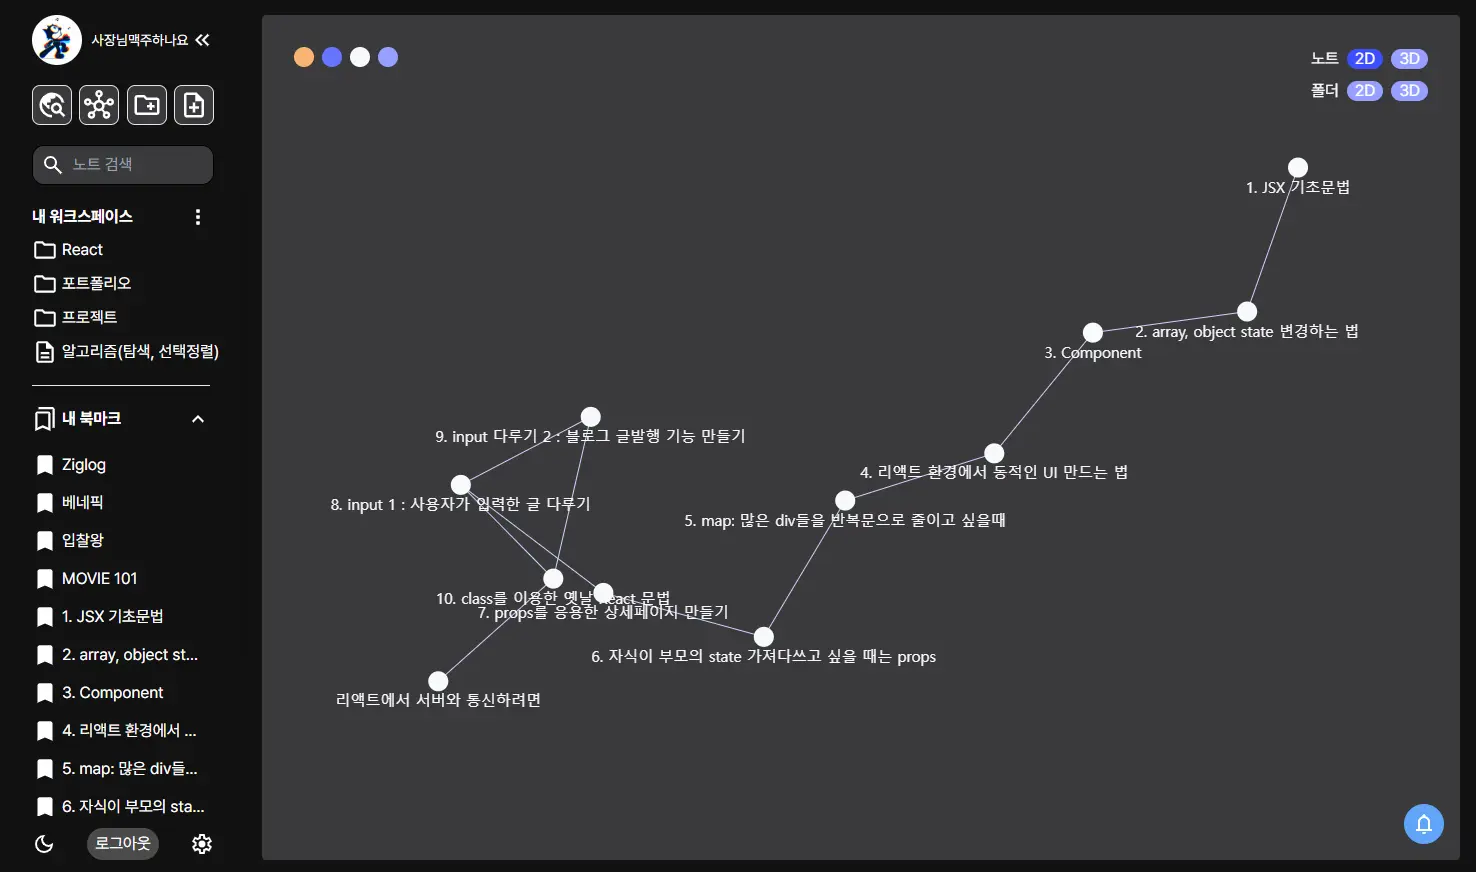 사장님맥주하나요
노트 검색
내 워크스페이스
React
포트폴리오
프로젝트
알고리즘(탐색, 선택정렬)
내 북마크
Ziglog
베네픽
입찰왕
MOVIE 101
1. JSX 기초문법
2. array, object st...
3. Component
4. 리액트 환경에서 ...
5. map: 많은 div들...
6. 자식이 부모의 sta...
로그아웃
노트 2D 3D
폴더 2D 3D
1. JSX 기초문법
2. array, object state 변경하는 법
3. Component
9. input 다루기 2 : 블로그 글발행 기능 만들기
4. 리액트 환경에서 동적인 UI 만드는 법
8. input 1 : 사용자가 입력한 글 다루기
5. map: 많은 div들을 반복문으로 줄이고 싶을때
10. class를 이용한 옛날 React 문법
7. props를 응용한 상세페이지 만들기
6. 자식이 부모의 state 가져다쓰고 싶을 때는 props
리액트에서 서버와 통신하려면